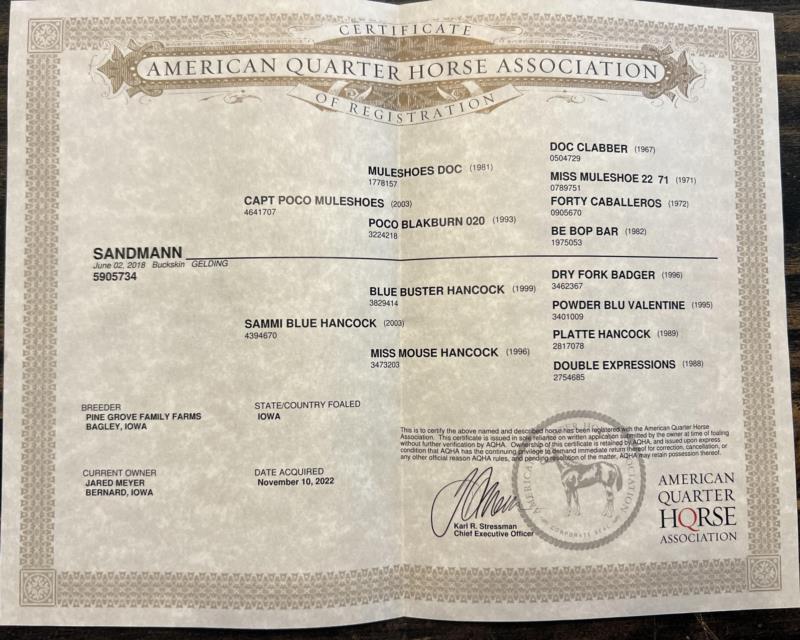 CERTIFICATE
AMERICAN QUARTER HORSE ASSOCIATION
OF REGISTRATION
DOC CLABBER (1967)
0504729
MULESHOES DOC (1981)
1778157
MISS MULESHOE 22 71 (1971)
0789751
CAPT POCO MULESHOES (2003)
4641707
FORTY CABALLEROS (1972)
0905670
POCO BLAKBURN 020 (1993)
3224218
BE BOP BAR (1982)
1975053
SANDMANN
June 02, 2018 Buckskin GELDING
5905734
DRY FORK BADGER (1996)
3462367
BLUE BUSTER HANCOCK (1999)
3829414
POWDER BLU VALENTINE (1995)
3401009
SAMMI BLUE HANCOCK (2003)
4394670
PLATTE HANCOCK (1989)
2817078
MISS MOUSE HANCOCK (1996)
3473203
DOUBLE EXPRESSIONS (1988)
2754685
BREEDER
PINE GROVE FAMILY FARMS
BAGLEY, IOWA
STATE/COUNTRY FOALED
IOWA
This is to certify the above named and described horse has been registered with the American Quarter Horse
Association. This certificate is issued in sole reliance on written application submitted by the owner at time of foaling
without further verification by AQHA. Ownership of this certificate is retained by AQHA, and issued upon express
condition that AQHA has the continuing privilege to demand immediate return thereof for correction, cancellation, or
any other official reason AQHA rules, and pending resolution of the matter, AQHA may retain possession thereof.
CURRENT OWNER
JARED MEYER
BERNARD, IOWA
DATE ACQUIRED
November 10, 2022
Karl R. Stressman
Chief Executive Officer
CORPORATE SEAL
AMERICAN
QUARTER
HORSE
ASSOCIATION